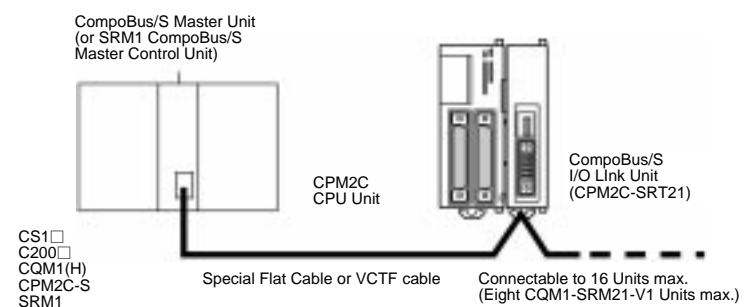 CompoBus/S Master Unit
(or SRM1 CompoBus/S
Master Control Unit)
CPM2C
CPU Unit
CompoBus/S
I/O LInk Unit
(CPM2C-SRT21)
CS1□
C200□
CQM1(H)
CPM2C-S
SRM1
Special Flat Cable or VCTF cable
Connectable to 16 Units max.
(Eight CQM1-SRM21-V1 Units max.)